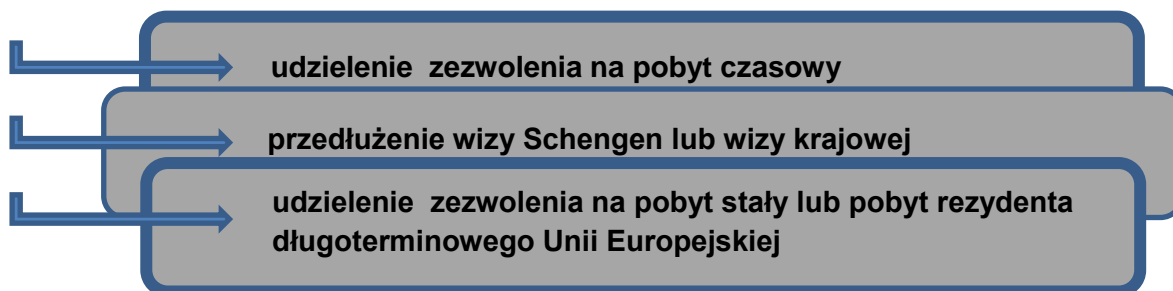 udzielenie zezwolenia na pobyt czasowy
przedłużenie wizy Schengen lub wizy krajowej
udzielenie zezwolenia na pobyt stały lub pobyt rezydenta
długoterminowego Unii Europejskiej